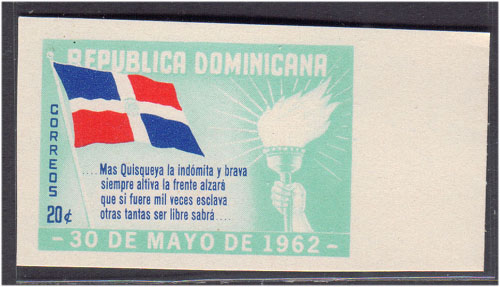 REPUBLICA DOMINICANA
CORREOS
20¢
....Mas Quisqueya la indómita y brava
siempre altiva la frente alzará
que si fuere mil veces esclava
otras tantas ser libre sabrá....
- 30 DE MAYO DE 1962 -